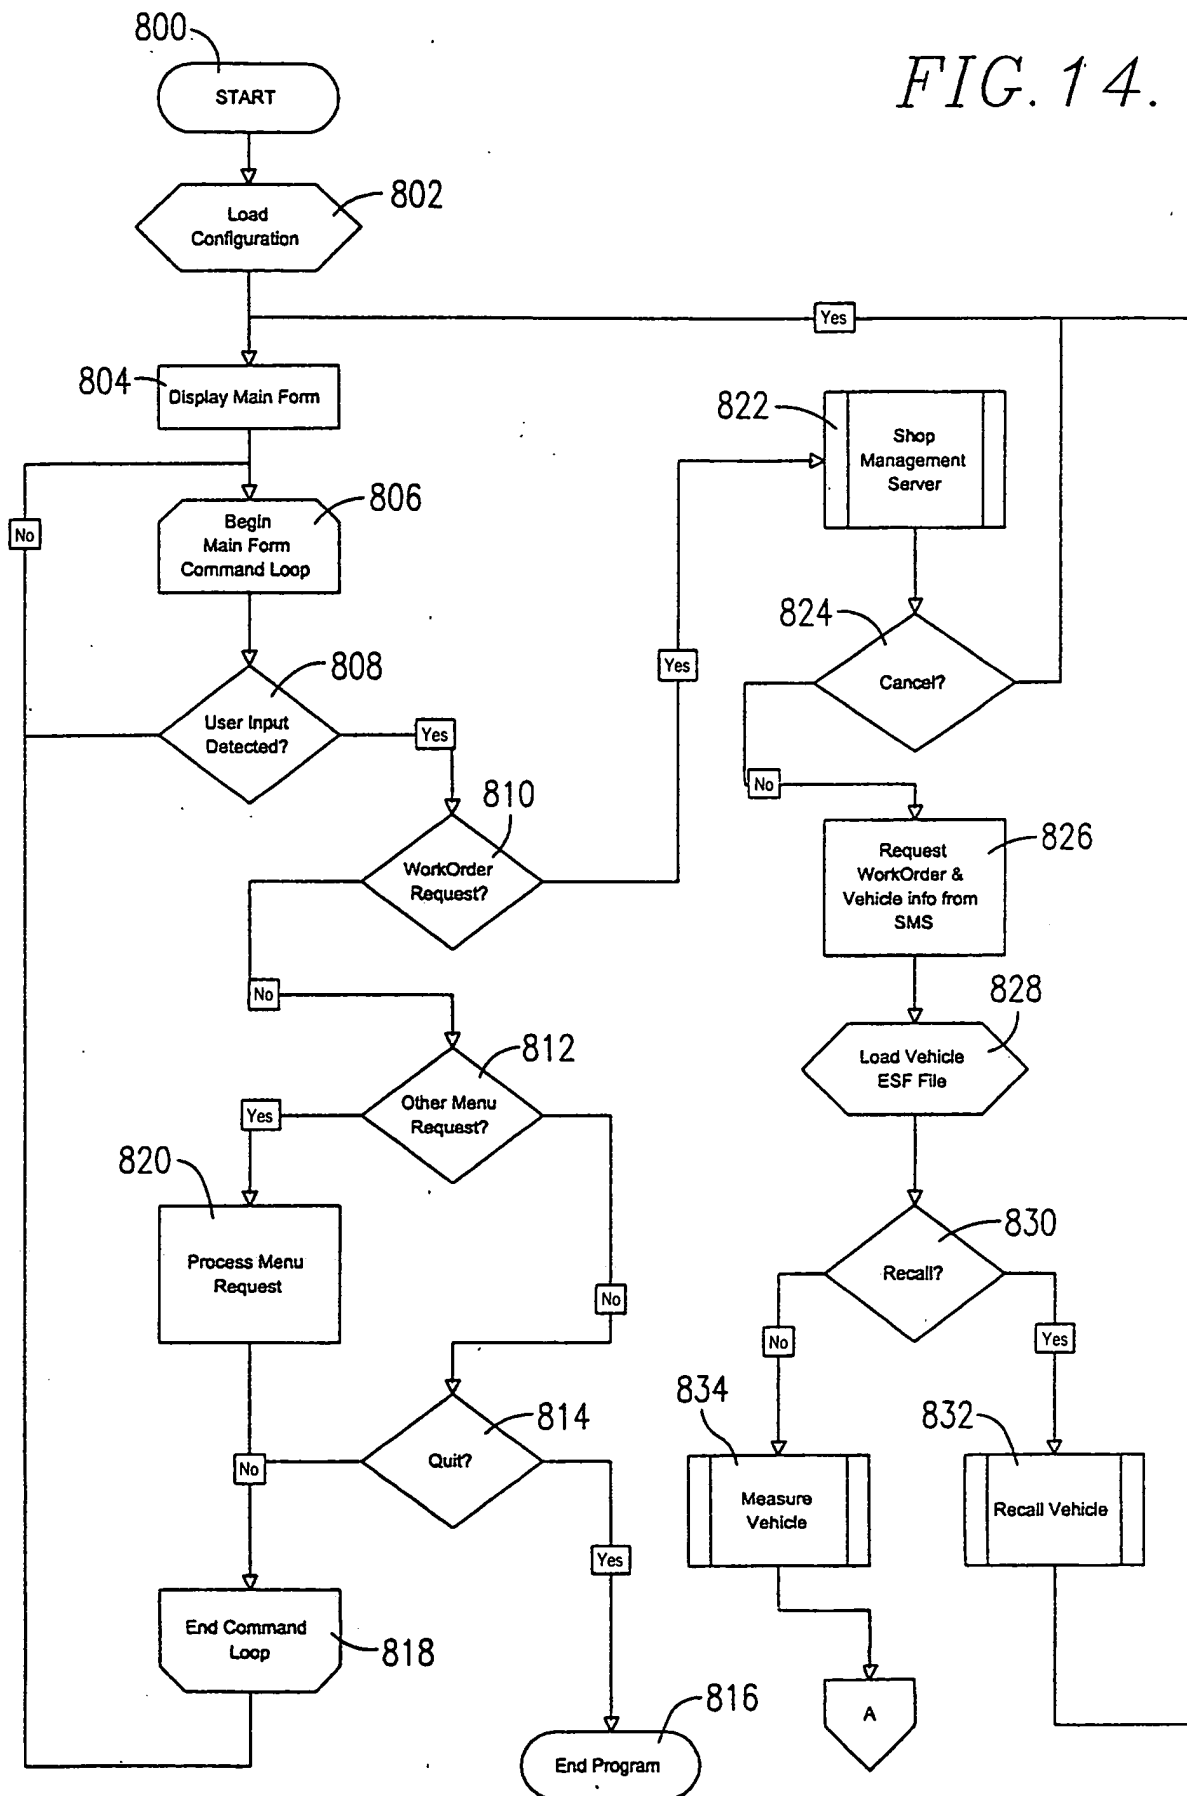 FIG. 14.
800
START
802
Load
Configuration
Yes
804
Display Main Form
822
Shop
Management
Server
806
Begin
Main Form
Command Loop
No
824
Cancel?
808
User Input
Detected?
Yes
Yes
No
810
WorkOrder
Request?
826
Request
WorkOrder &
Vehicle info from
SMS
No
828
Load Vehicle
ESF File
812
Other Menu
Request?
Yes
820
Process Menu
Request
No
830
Recall?
No
Yes
814
Quit?
No
834
Measure
Vehicle
832
Recall Vehicle
Yes
End Command
Loop
818
816
End Program
A